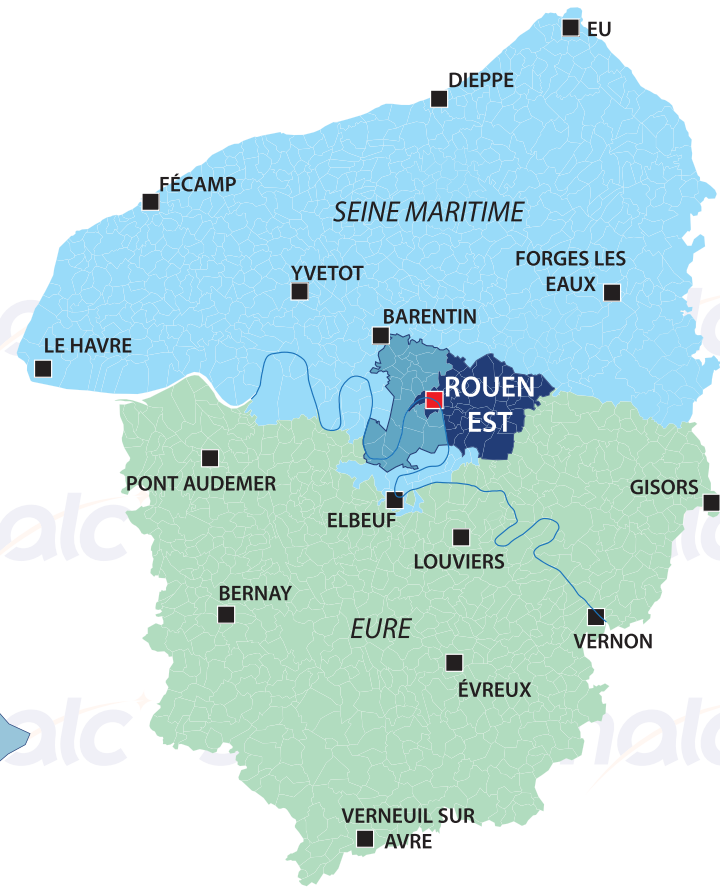 EU
DIEPPE
FÉCAMP
SEINE MARITIME
FORGES LES
EAUX
YVETOT
BARENTIN
LE HAVRE
ROUEN
EST
PONT AUDEMER
GISORS
ELBEUF
LOUVIERS
BERNAY
EURE
VERNON
ÉVREUX
VERNEUIL SUR
AVRE